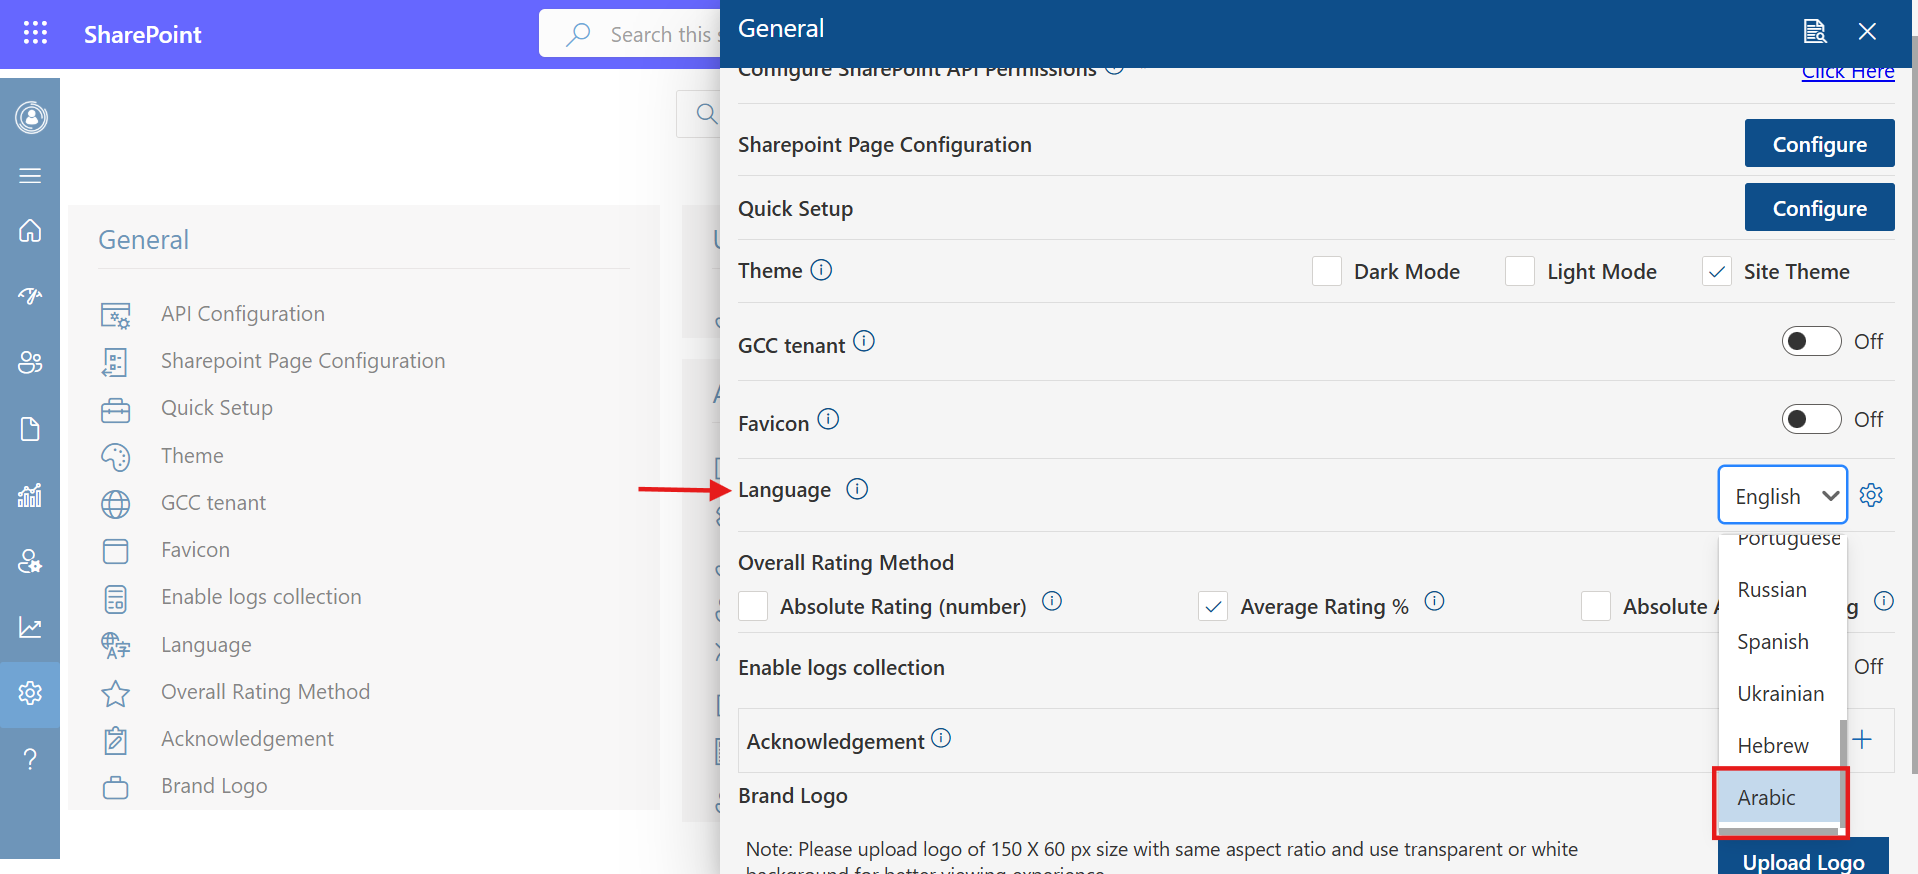 SharePoint
Search this s
General
API Configuration
Sharepoint Page Configuration
Quick Setup
Theme
GCC tenant
Favicon
Enable logs collection
Language
Overall Rating Method
Acknowledgement
Brand Logo
General
Configure SharePoint API Permissions
Click Here
Sharepoint Page Configuration
Configure
Quick Setup
Configure
Theme
Dark Mode
Light Mode
Site Theme
GCC tenant
Off
Favicon
Off
Language
English
Portuguese
Russian
Spanish
Ukrainian
Hebrew
Arabic
Overall Rating Method
Absolute Rating (number)
Average Rating %
Absolute
Enable logs collection
Off
Acknowledgement
Brand Logo
Note: Please upload logo of 150 X 60 px size with same aspect ratio and use transparent or white
background for better viewing experience
Upload Logo